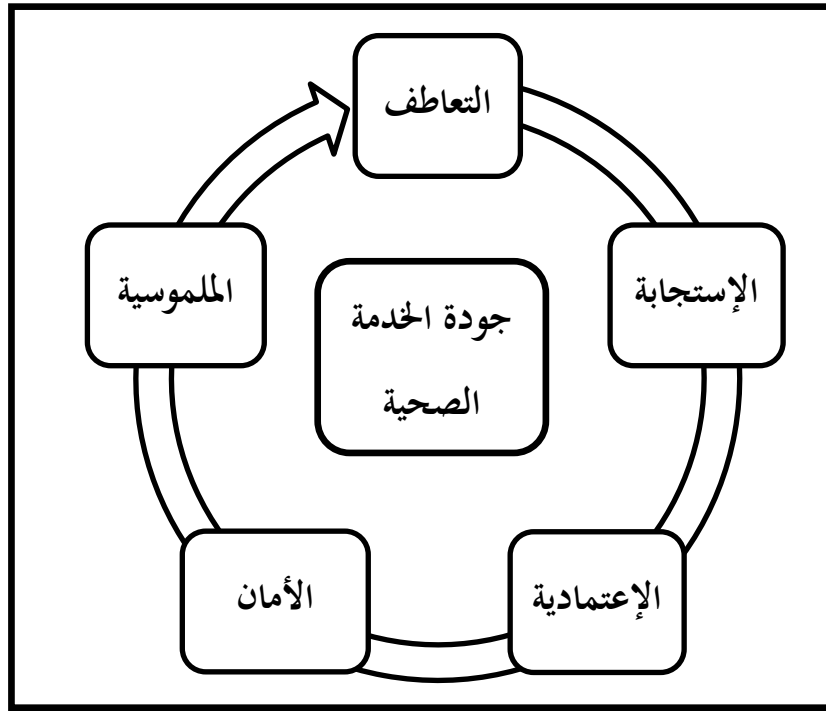 التعاطف
الإستجابة
الملموسية
جودة الخدمة
الصحية
الإعتمادية
الأمان